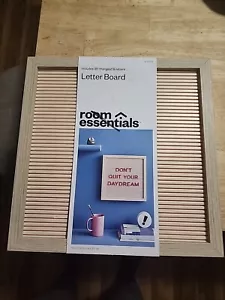 Letter Board
room
essentials
DON'T
QUIT YOUR
DAYDREAM